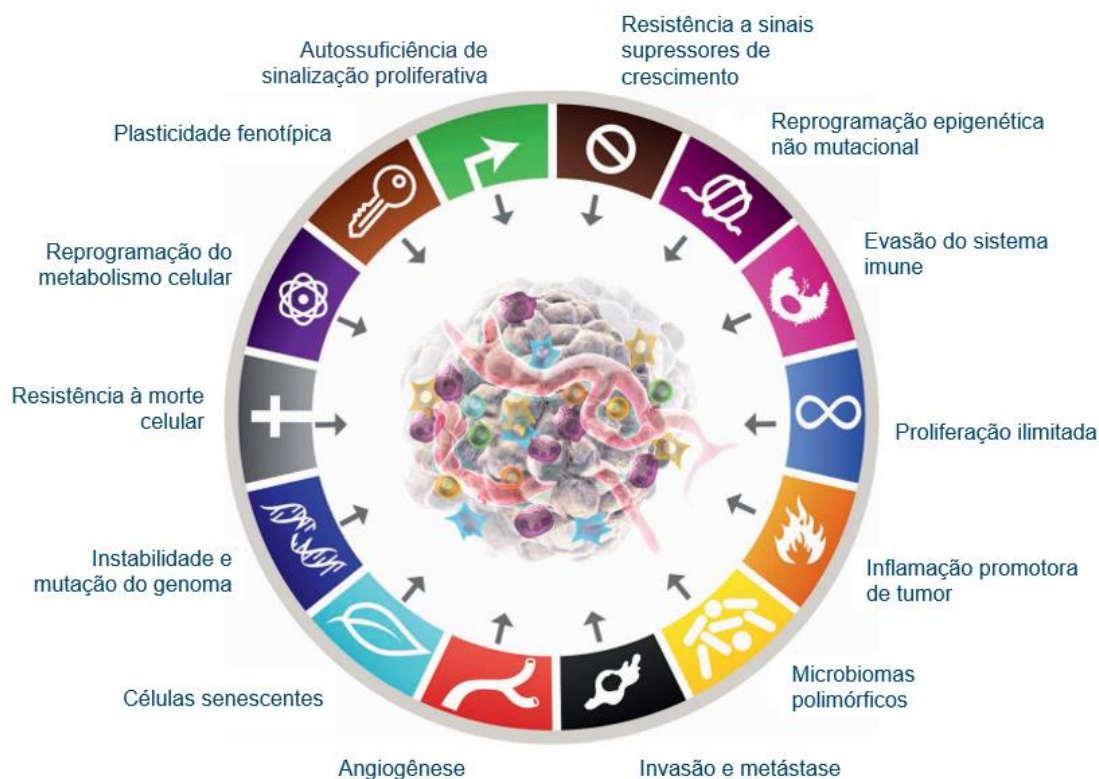 Autossuficiência de
sinalização proliferativa
Resistência a sinais
supressores de
crescimento
Plasticidade fenotípica
Reprogramação epigenética
não mutacional
Reprogramação do
metabolismo celular
Evasão do sistema
imune
Resistência à morte
celular
Proliferação ilimitada
Instabilidade e
mutação do genoma
Inflamação promotora
de tumor
Células senescentes
Microbiomas
polimórficos
Angiogênese
Invasão e metástase